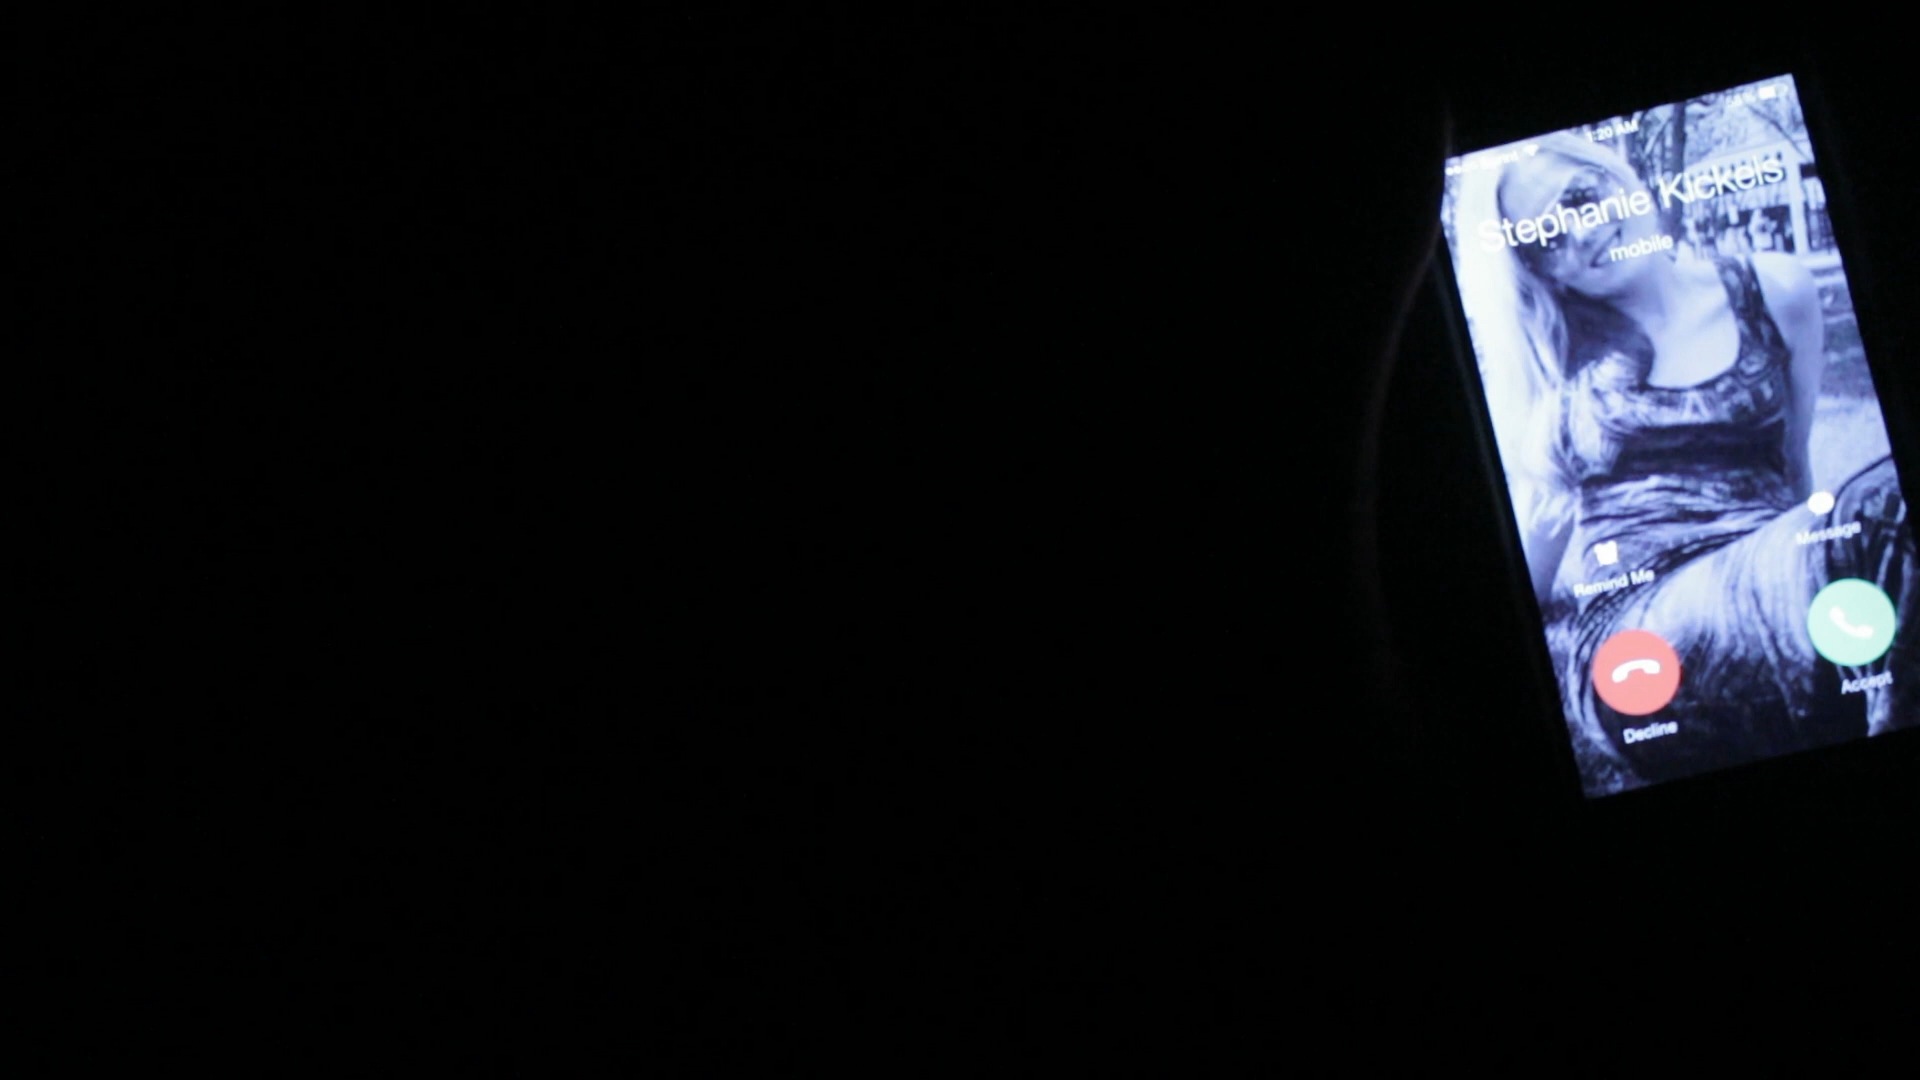 1:20 AM
Stephanie Kickels
mobile
Message
Remind Me
Accept
Decline